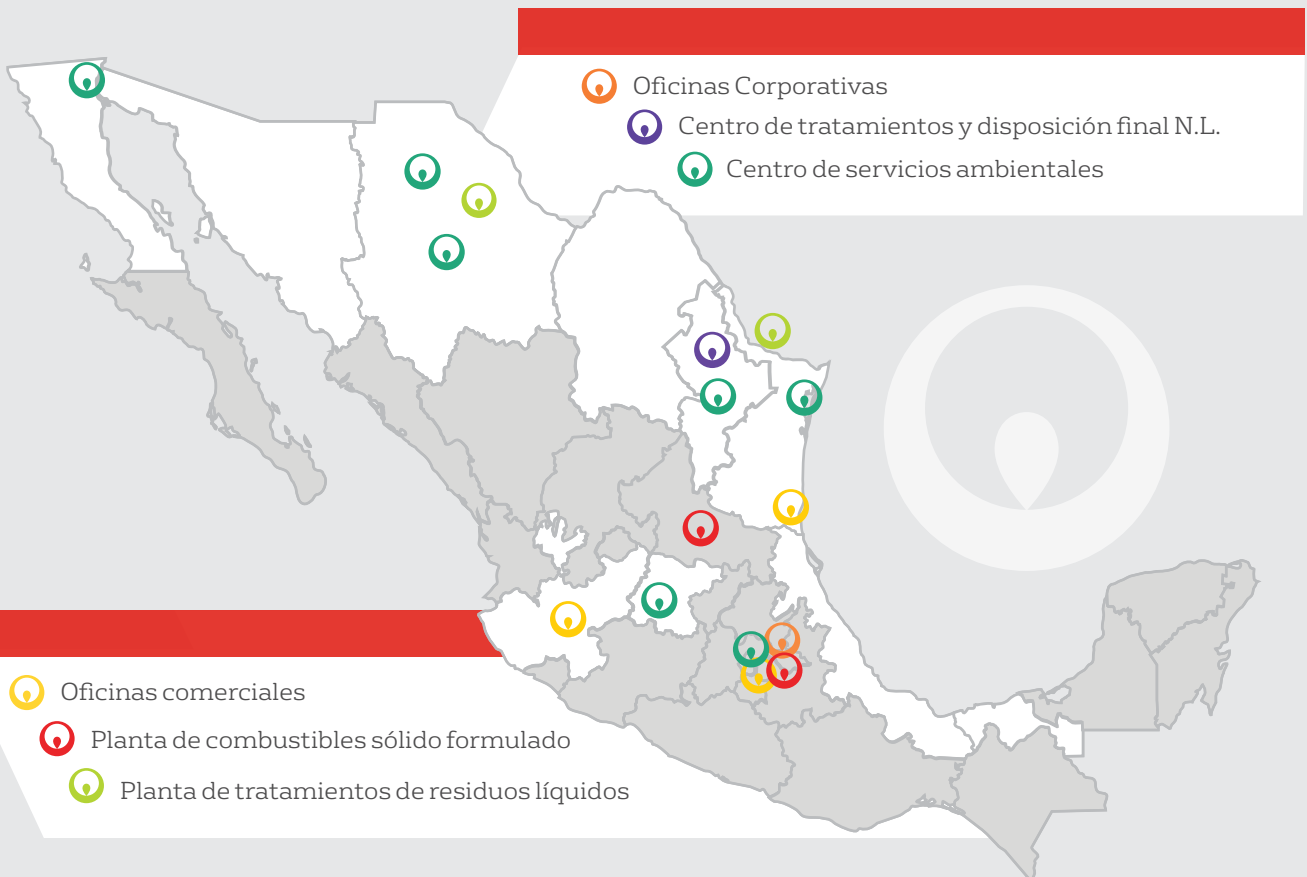 Oficinas Corporativas
Centro de tratamientos y disposición final N.L.
Centro de servicios ambientales
Oficinas comerciales
Planta de combustibles sólido formulado
Planta de tratamientos de residuos líquidos